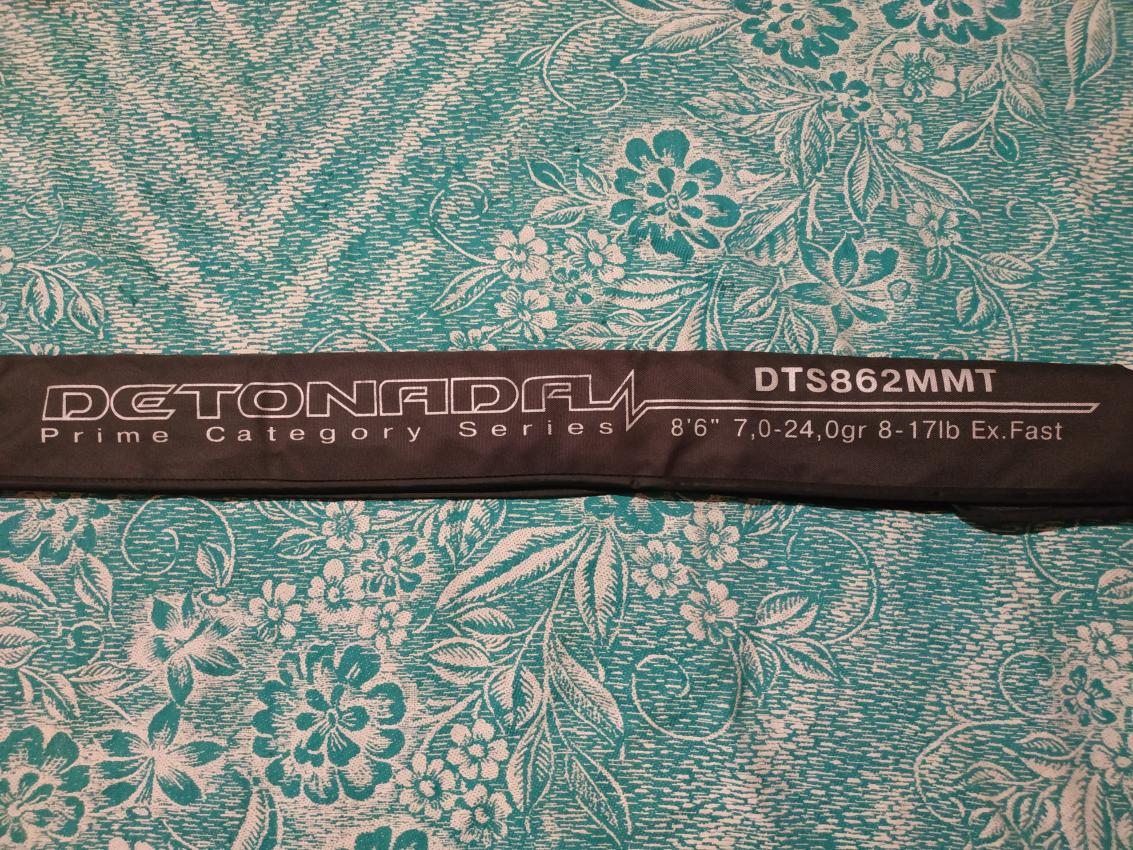 DETONADA
Prime Category Series
DTS862MMT
8'6" 7,0-24,0gr 8-17lb Ex.Fast